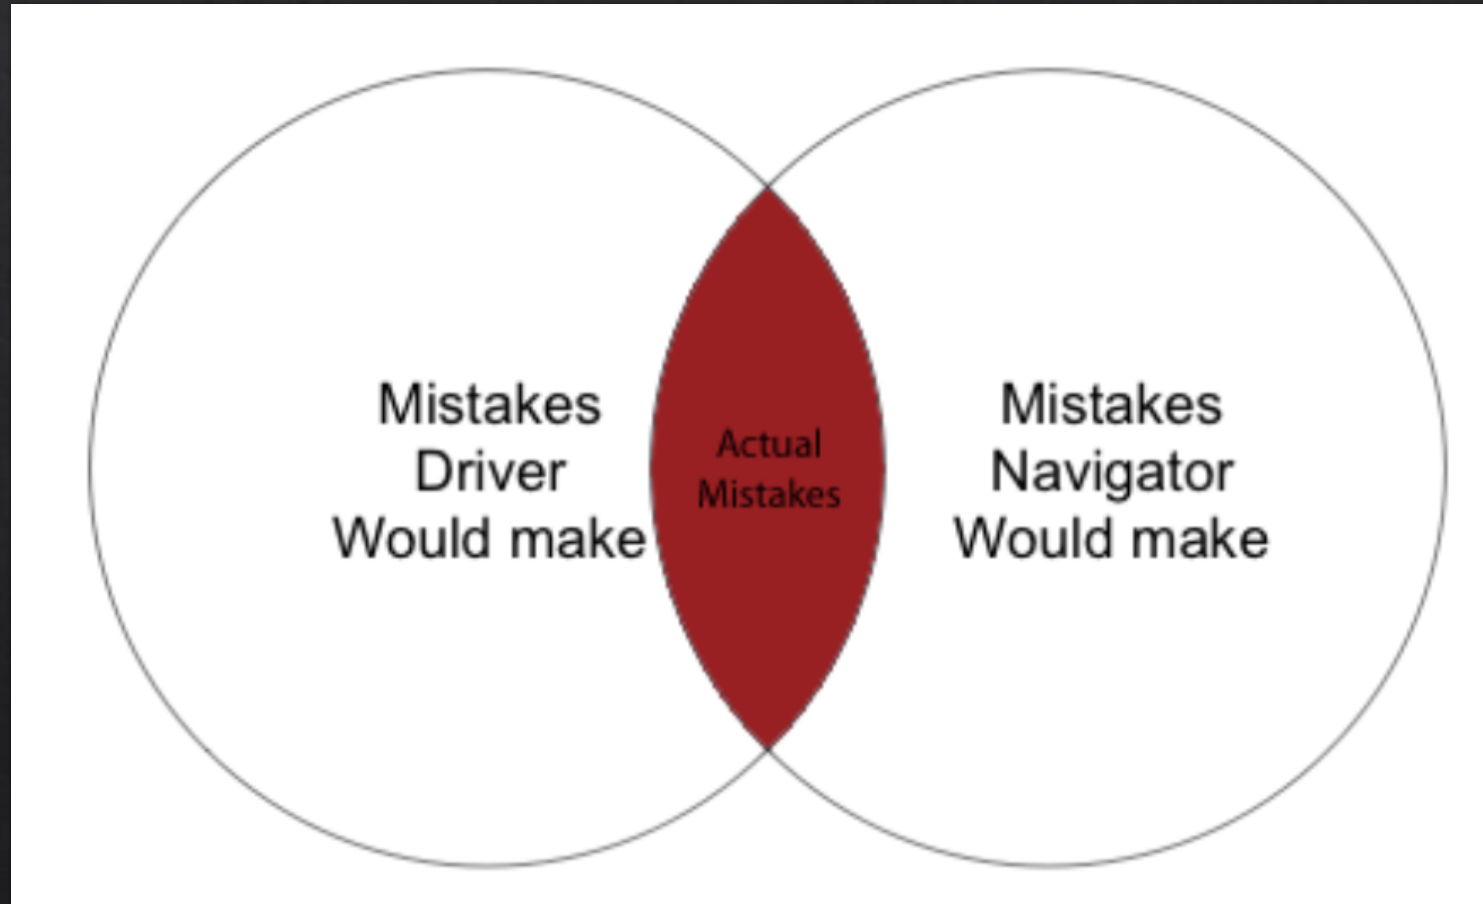 Mistakes
Driver
Would make
Actual
Mistakes
Mistakes
Navigator
Would make